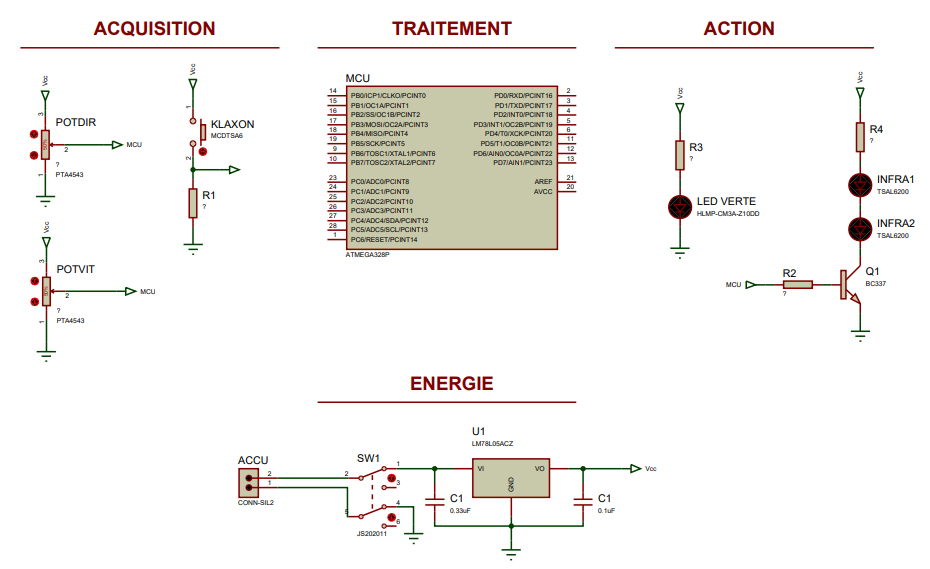 ACQUISITION
TRAITEMENT
ACTION
Vcc
3
POTDIR
50%
2
MCU
?
PTA4543
1
Vcc
1
KLAXON
MCDTSA6
2
R1
?
Vcc
3
POTVIT
50%
2
MCU
?
PTA4543
1
MCU
14 PB0/ICP1/CLKO/PCINT0 PD0/RXD/PCINT16 2
15 PB1/OC1A/PCINT1 PD1/TXD/PCINT17 3
16 PB2/SS/OC1B/PCINT2 PD2/INT0/PCINT18 4
17 PB3/MOSI/OC2A/PCINT3 PD3/INT1/OC2B/PCINT19 5
18 PB4/MISO/PCINT4 PD4/T0/XCK/PCINT20 6
19 PB5/SCK/PCINT5 PD5/T1/OC0B/PCINT21 11
9 PB6/TOSC1/XTAL1/PCINT6 PD6/AIN0/OC0A/PCINT22 12
10 PB7/TOSC2/XTAL2/PCINT7 PD7/AIN1/PCINT23 13
23 PC0/ADC0/PCINT8 AREF 21
24 PC1/ADC1/PCINT9 AVCC 20
25 PC2/ADC2/PCINT10
26 PC3/ADC3/PCINT11
27 PC4/ADC4/SDA/PCINT12
28 PC5/ADC5/SCL/PCINT13
1 PC6/RESET/PCINT14
ATMEGA328P
Vcc
R3
?
LED VERTE
HLMP-CM3A-Z10DD
Vcc
R4
?
INFRA1
TSAL6200
INFRA2
TSAL6200
Q1
BC337
MCU
R2
?
ENERGIE
ACCU
2
1
CONN-SIL2
SW1
2
1
3
5
4
6
JS202011
C1
0.33uF
U1
LM78L05ACZ
VI
VO
GND
C1
0.1uF
Vcc